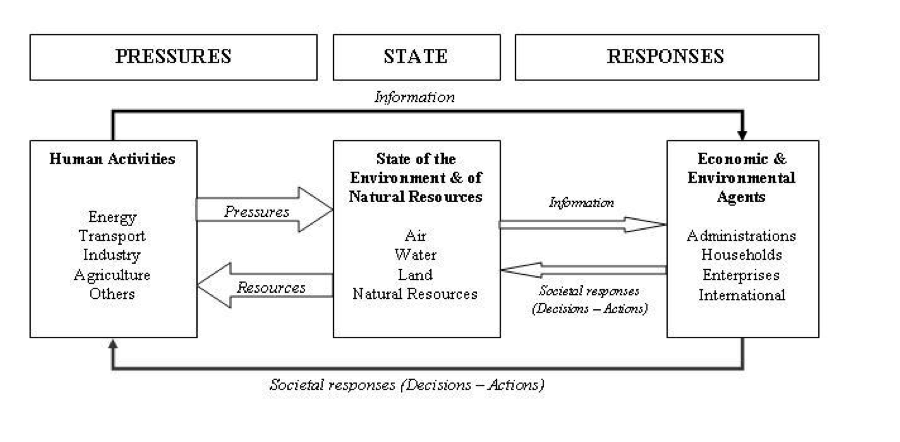 PRESSURES
STATE
RESPONSES
Information
Human Activities
Energy
Transport
Industry
Agriculture
Others
Pressures
Resources
State of the
Environment & of
Natural Resources
Air
Water
Land
Natural Resources
Information
Societal responses
(Decisions – Actions)
Economic &
Environmental
Agents
Administrations
Households
Enterprises
International
Societal responses (Decisions – Actions)